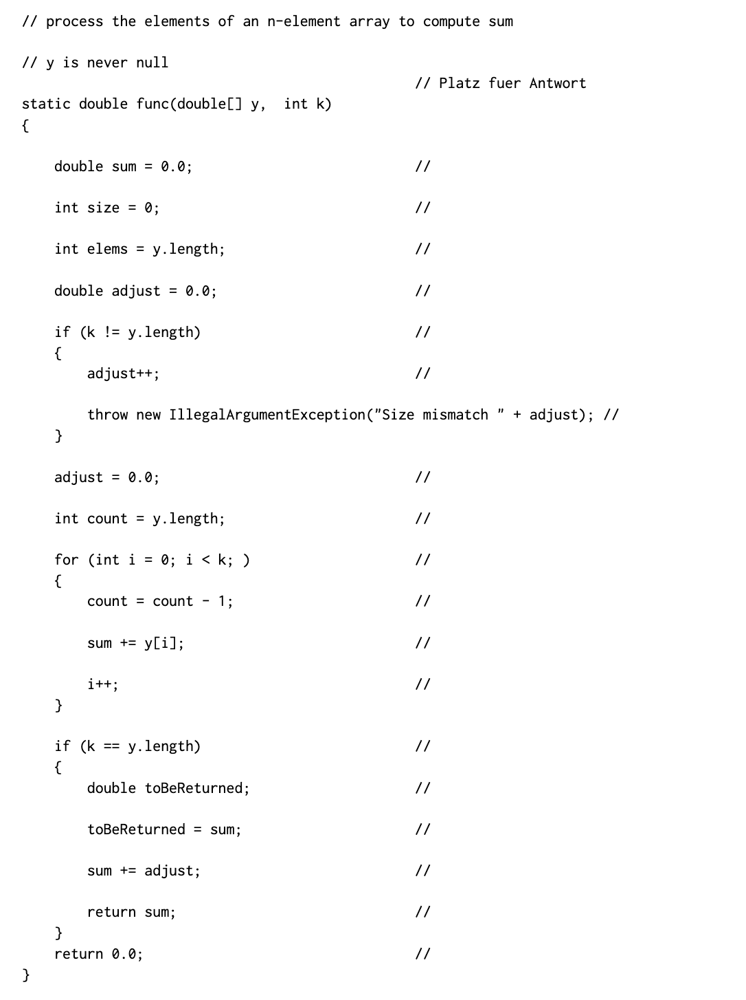 // process the elements of an n-element array to compute sum
// y is never null
// Platz fuer Antwort
static double func(double[] y,  int k)
{
    double sum = 0.0; //
    int size = 0; //
    int elems = y.length; //
    double adjust = 0.0; //
    if (k != y.length) //
    {
        adjust++; //
        throw new IllegalArgumentException("Size mismatch " + adjust); //
    }
    adjust = 0.0; //
    int count = y.length; //
    for (int i = 0; i < k; ) //
    {
        count = count - 1; //
        sum += y[i]; //
        i++; //
    }
    if (k == y.length) //
    {
        double toBeReturned; //
        toBeReturned = sum; //
        sum += adjust; //
        return sum; //
    }
    return 0.0; //
}